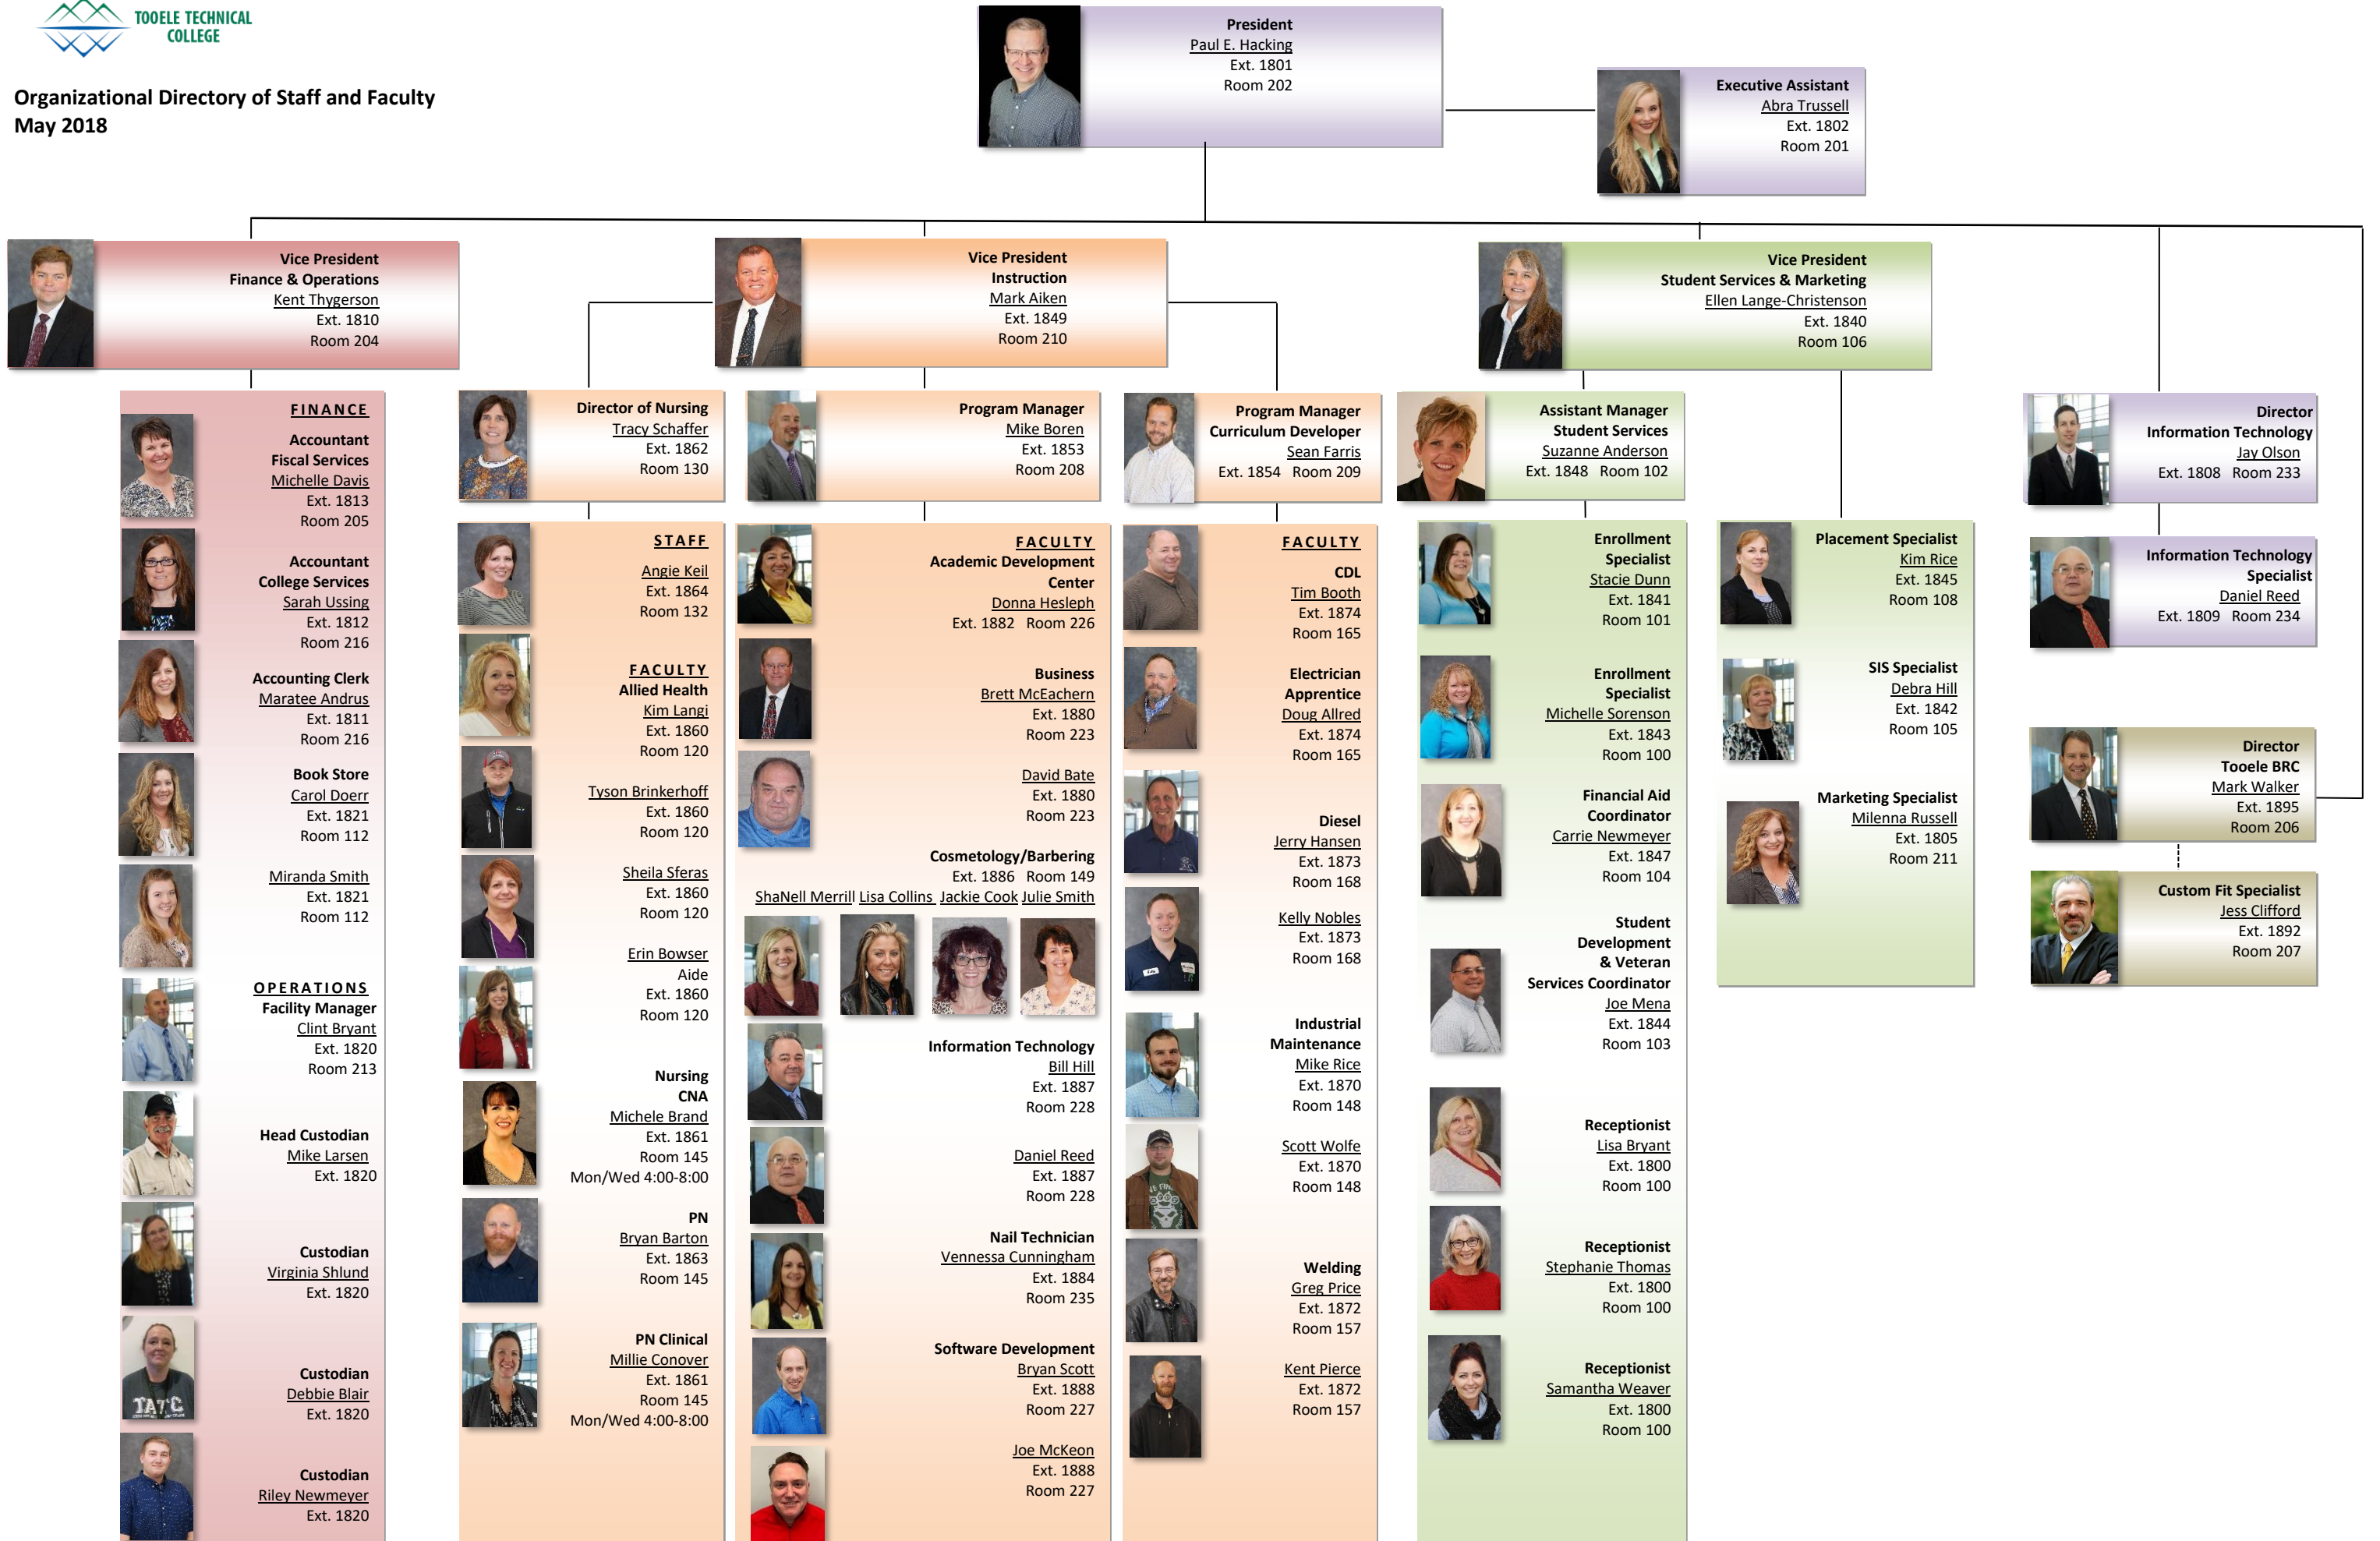 TOOELE TECHNICAL
COLLEGE
Organizational Directory of Staff and Faculty
May 2018
President
Paul E. Hacking
Ext. 1801
Room 202
Executive Assistant
Abra Trussell
Ext. 1802
Room 201
Vice President
Finance & Operations
Kent Thygerson
Ext. 1810
Room 204
Vice President
Instruction
Mark Aiken
Ext. 1849
Room 210
Vice President
Student Services & Marketing
Ellen Lange-Christenson
Ext. 1840
Room 106
FINANCE
Accountant
Fiscal Services
Michelle Davis
Ext. 1813
Room 205
Accountant
College Services
Sarah Ussing
Ext. 1812
Room 216
Accounting Clerk
Maratee Andrus
Ext. 1811
Room 216
Book Store
Carol Doerr
Ext. 1821
Room 112
Miranda Smith
Ext. 1821
Room 112
OPERATIONS
Facility Manager
Clint Bryant
Ext. 1820
Room 213
Head Custodian
Mike Larsen
Ext. 1820
Custodian
Virginia Shlund
Ext. 1820
Custodian
Debbie Blair
Ext. 1820
TATC
Custodian
Riley Newmeyer
Ext. 1820
Director of Nursing
Tracy Schaffer
Ext. 1862
Room 130
STAFF
Angie Keil
Ext. 1864
Room 132
FACULTY
Allied Health
Kim Langi
Ext. 1860
Room 120
Tyson Brinkerhoff
Ext. 1860
Room 120
Sheila Sferas
Ext. 1860
Room 120
Erin Bowser
Aide
Ext. 1860
Room 120
Nursing
CNA
Michele Brand
Ext. 1861
Room 145
Mon/Wed 4:00-8:00
PN
Bryan Barton
Ext. 1863
Room 145
PN Clinical
Millie Conover
Ext. 1861
Room 145
Mon/Wed 4:00-8:00
Program Manager
Mike Boren
Ext. 1853
Room 208
FACULTY
Academic Development
Center
Donna Hesleph
Ext. 1882 Room 226
Business
Brett McEachern
Ext. 1880
Room 223
David Bate
Ext. 1880
Room 223
Cosmetology/Barbering
Ext. 1886 Room 149
ShaNell Merrill Lisa Collins Jackie Cook Julie Smith
Information Technology
Bill Hill
Ext. 1887
Room 228
Daniel Reed
Ext. 1887
Room 228
Nail Technician
Vennessa Cunningham
Ext. 1884
Room 235
Software Development
Bryan Scott
Ext. 1888
Room 227
Joe McKeon
Ext. 1888
Room 227
Program Manager
Curriculum Developer
Sean Farris
Ext. 1854 Room 209
FACULTY
CDL
Tim Booth
Ext. 1874
Room 165
Electrician
Apprentice
Doug Allred
Ext. 1874
Room 165
Diesel
Jerry Hansen
Ext. 1873
Room 168
Kelly Nobles
Ext. 1873
Room 168
Industrial
Maintenance
Mike Rice
Ext. 1870
Room 148
Scott Wolfe
Ext. 1870
Room 148
Welding
Greg Price
Ext. 1872
Room 157
Kent Pierce
Ext. 1872
Room 157
Assistant Manager
Student Services
Suzanne Anderson
Ext. 1848 Room 102
Enrollment
Specialist
Stacie Dunn
Ext. 1841
Room 101
Enrollment
Specialist
Michelle Sorenson
Ext. 1843
Room 100
Financial Aid
Coordinator
Carrie Newmeyer
Ext. 1847
Room 104
Student
Development
& Veteran
Services Coordinator
Joe Mena
Ext. 1844
Room 103
Receptionist
Lisa Bryant
Ext. 1800
Room 100
Receptionist
Stephanie Thomas
Ext. 1800
Room 100
Receptionist
Samantha Weaver
Ext. 1800
Room 100
Placement Specialist
Kim Rice
Ext. 1845
Room 108
SIS Specialist
Debra Hill
Ext. 1842
Room 105
Marketing Specialist
Milenna Russell
Ext. 1805
Room 211
Director
Information Technology
Jay Olson
Ext. 1808 Room 233
Information Technology
Specialist
Daniel Reed
Ext. 1809 Room 234
Director
Tooele BRC
Mark Walker
Ext. 1895
Room 206
Custom Fit Specialist
Jess Clifford
Ext. 1892
Room 207